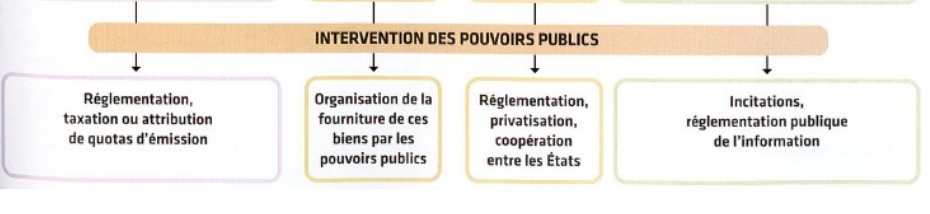 INTERVENTION DES POUVOIRS PUBLICS
Réglementation,
taxation ou attribution
de quotas d'émission
Organisation de la
fourniture de ces
biens par les
pouvoirs publics
Réglementation,
privatisation,
coopération
entre les États
Incitations,
réglementation publique
de l'information